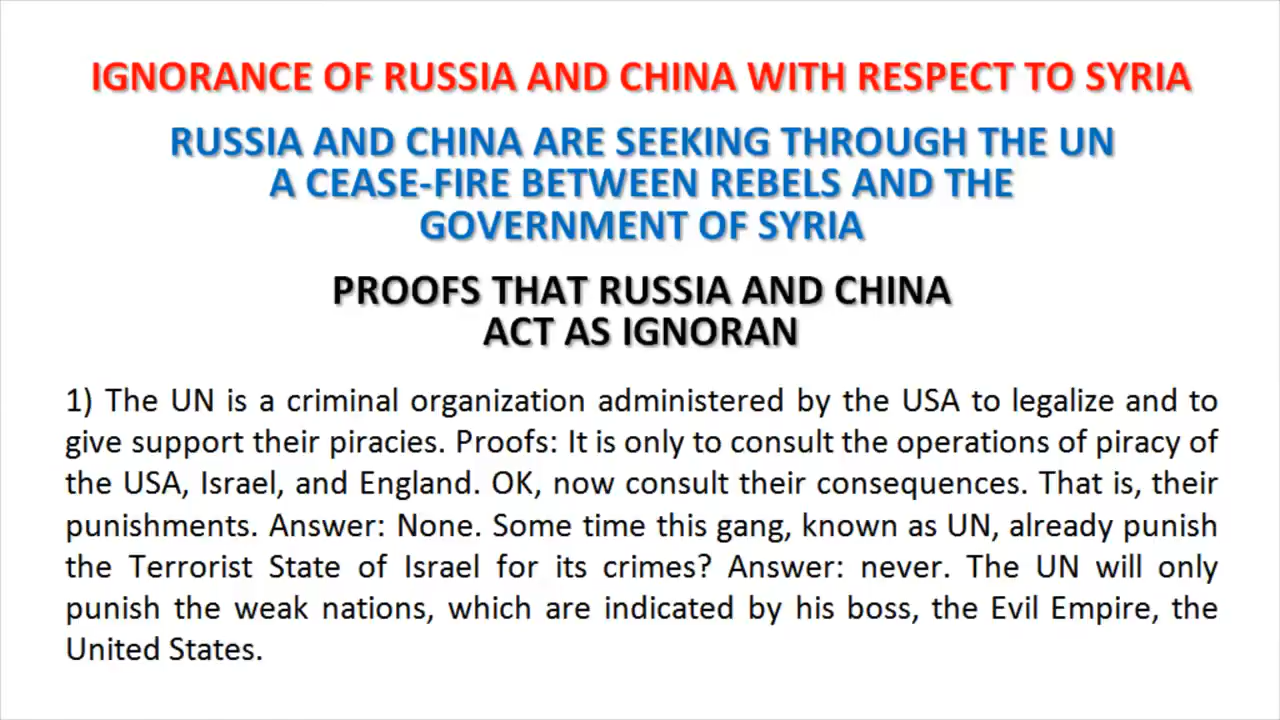 IGNORANCE OF RUSSIA AND CHINA WITH RESPECT TO SYRIA
RUSSIA AND CHINA ARE SEEKING THROUGH THE UN
A CEASE-FIRE BETWEEN REBELS AND THE
GOVERNMENT OF SYRIA
PROOFS THAT RUSSIA AND CHINA
ACT AS IGNORAN
1) The UN is a criminal organization administered by the USA to legalize and to
give support their piracies. Proofs: It is only to consult the operations of piracy of
the USA, Israel, and England. OK, now consult their consequences. That is, their
punishments. Answer: None. Some time this gang, known as UN, already punish
the Terrorist State of Israel for its crimes? Answer: never. The UN will only
punish the weak nations, which are indicated by his boss, the Evil Empire, the
United States.